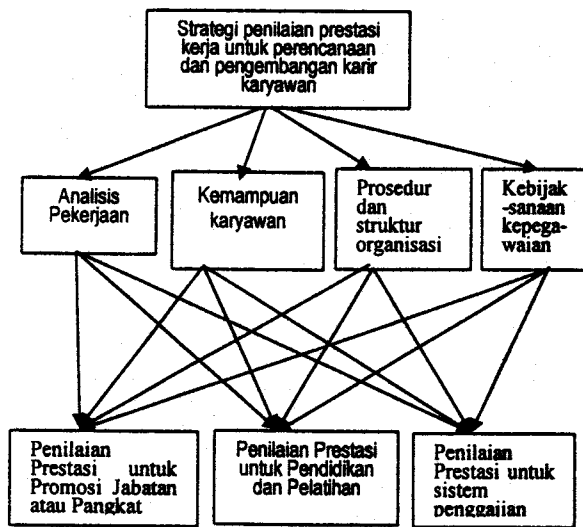 Strategi penilaian prestasi
kerja untuk perencanaan
dan pengembangan karir
karyawan
Analisis
Pekerjaan
Kemampuan
karyawan
Prosedur
dan
struktur
organisasi
Kebijak
-sanaan
kepega-
waian
Penilaian
Prestasi untuk
Promosi Jabatan
atau Pangkat
Penilaian Prestasi
untuk Pendidikan
dan Pelatihan
Penilaian
Prestasi untuk
sistem
penggajian